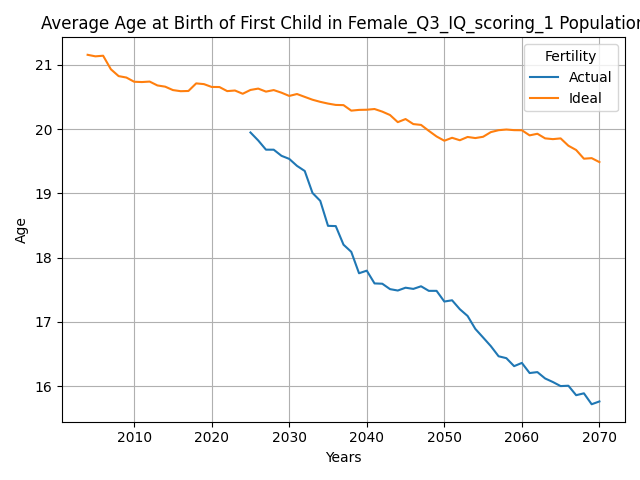 Average Age at Birth of First Child in Female_Q3_IQ_scoring_1 Population
Fertility
Actual
Ideal
21
20
19
18
17
16
Age
2010 2020 2030 2040 2050 2060 2070
Years